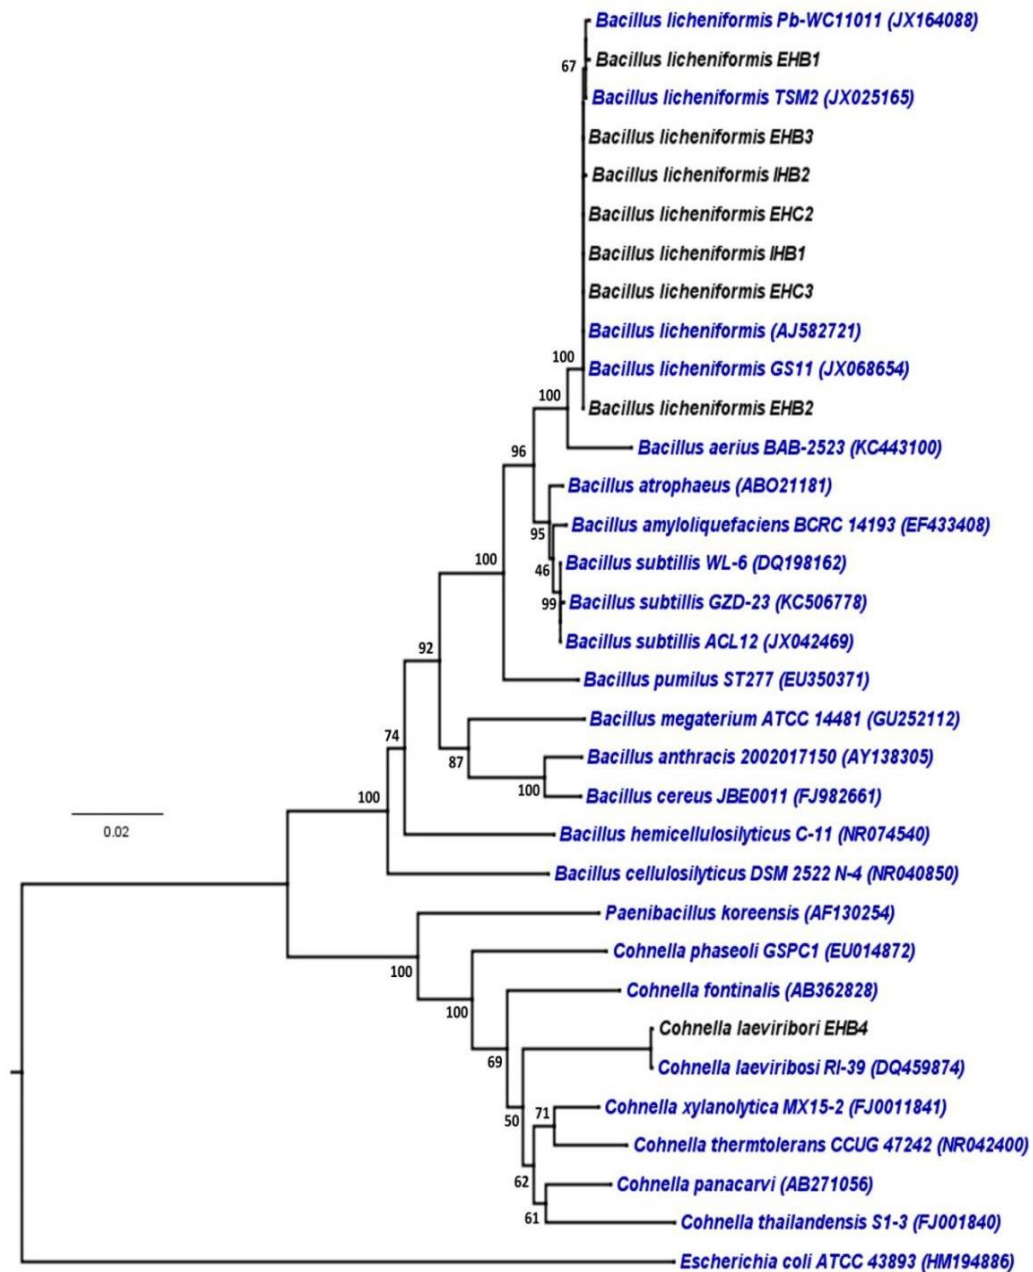 Bacillus licheniformis Pb-WC11011 (JX164088)
Bacillus licheniformis EHB1
67
Bacillus licheniformis TSM2 (JX025165)
Bacillus licheniformis EHB3
Bacillus licheniformis IHB2
Bacillus licheniformis EHC2
Bacillus licheniformis IHB1
Bacillus licheniformis EHC3
Bacillus licheniformis (AJ582721)
100
Bacillus licheniformis GS11 (JX068654)
100
Bacillus licheniformis EHB2
Bacillus aerius BAB-2523 (KC443100)
96
Bacillus atrophaeus (ABO21181)
Bacillus amyloliquefaciens BCRC 14193 (EF433408)
95
Bacillus subtillis WL-6 (DQ198162)
100
46
Bacillus subtillis GZD-23 (KC506778)
99
Bacillus subtillis ACL12 (JX042469)
92
Bacillus pumilus ST277 (EU350371)
Bacillus megaterium ATCC 14481 (GU252112)
74
Bacillus anthracis 2002017150 (AY138305)
87
100
Bacillus cereus JBE0011 (FJ982661)
100
0.02
Bacillus hemicellulosilyticus C-11 (NR074540)
Bacillus cellulosilyticus DSM 2522 N-4 (NR040850)
Paenibacillus koreensis (AF130254)
Cohnella phaseoli GSPC1 (EU014872)
100
Cohnella fontinalis (AB362828)
100
Cohnella laeviribori EHB4
69
Cohnella laeviribosi RI-39 (DQ459874)
Cohnella xylanolytica MX15-2 (FJ0011841)
71
50
Cohnella thermtolerans CCUG 47242 (NR042400)
62
Cohnella panacarvi (AB271056)
61
Cohnella thailandensis S1-3 (FJ001840)
Escherichia coli ATCC 43893 (HM194886)